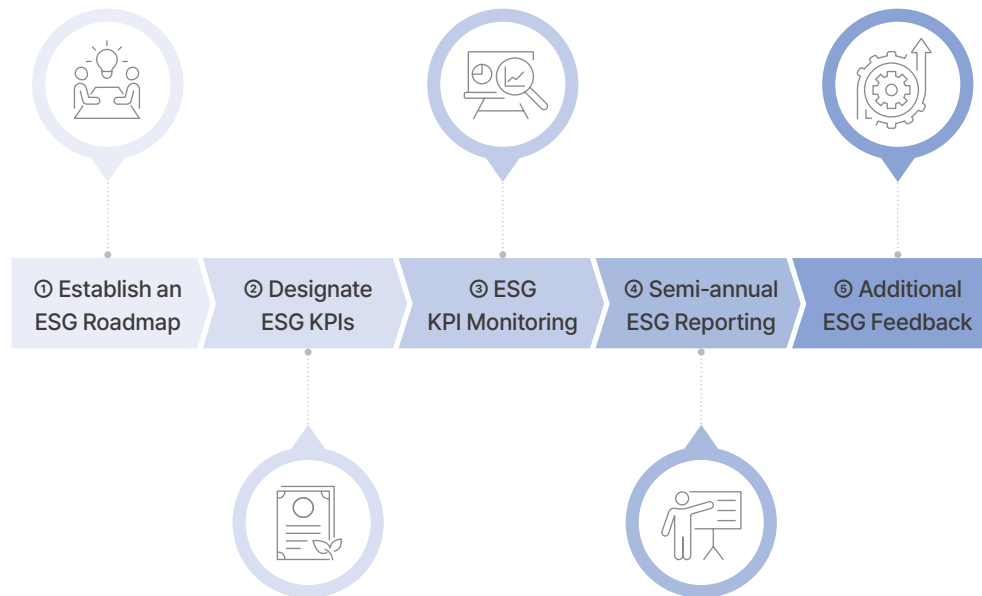 ① Establish an
ESG Roadmap
② Designate
ESG KPIs
③ ESG
KPI Monitoring
④ Semi-annual
ESG Reporting
⑤ Additional
ESG Feedback